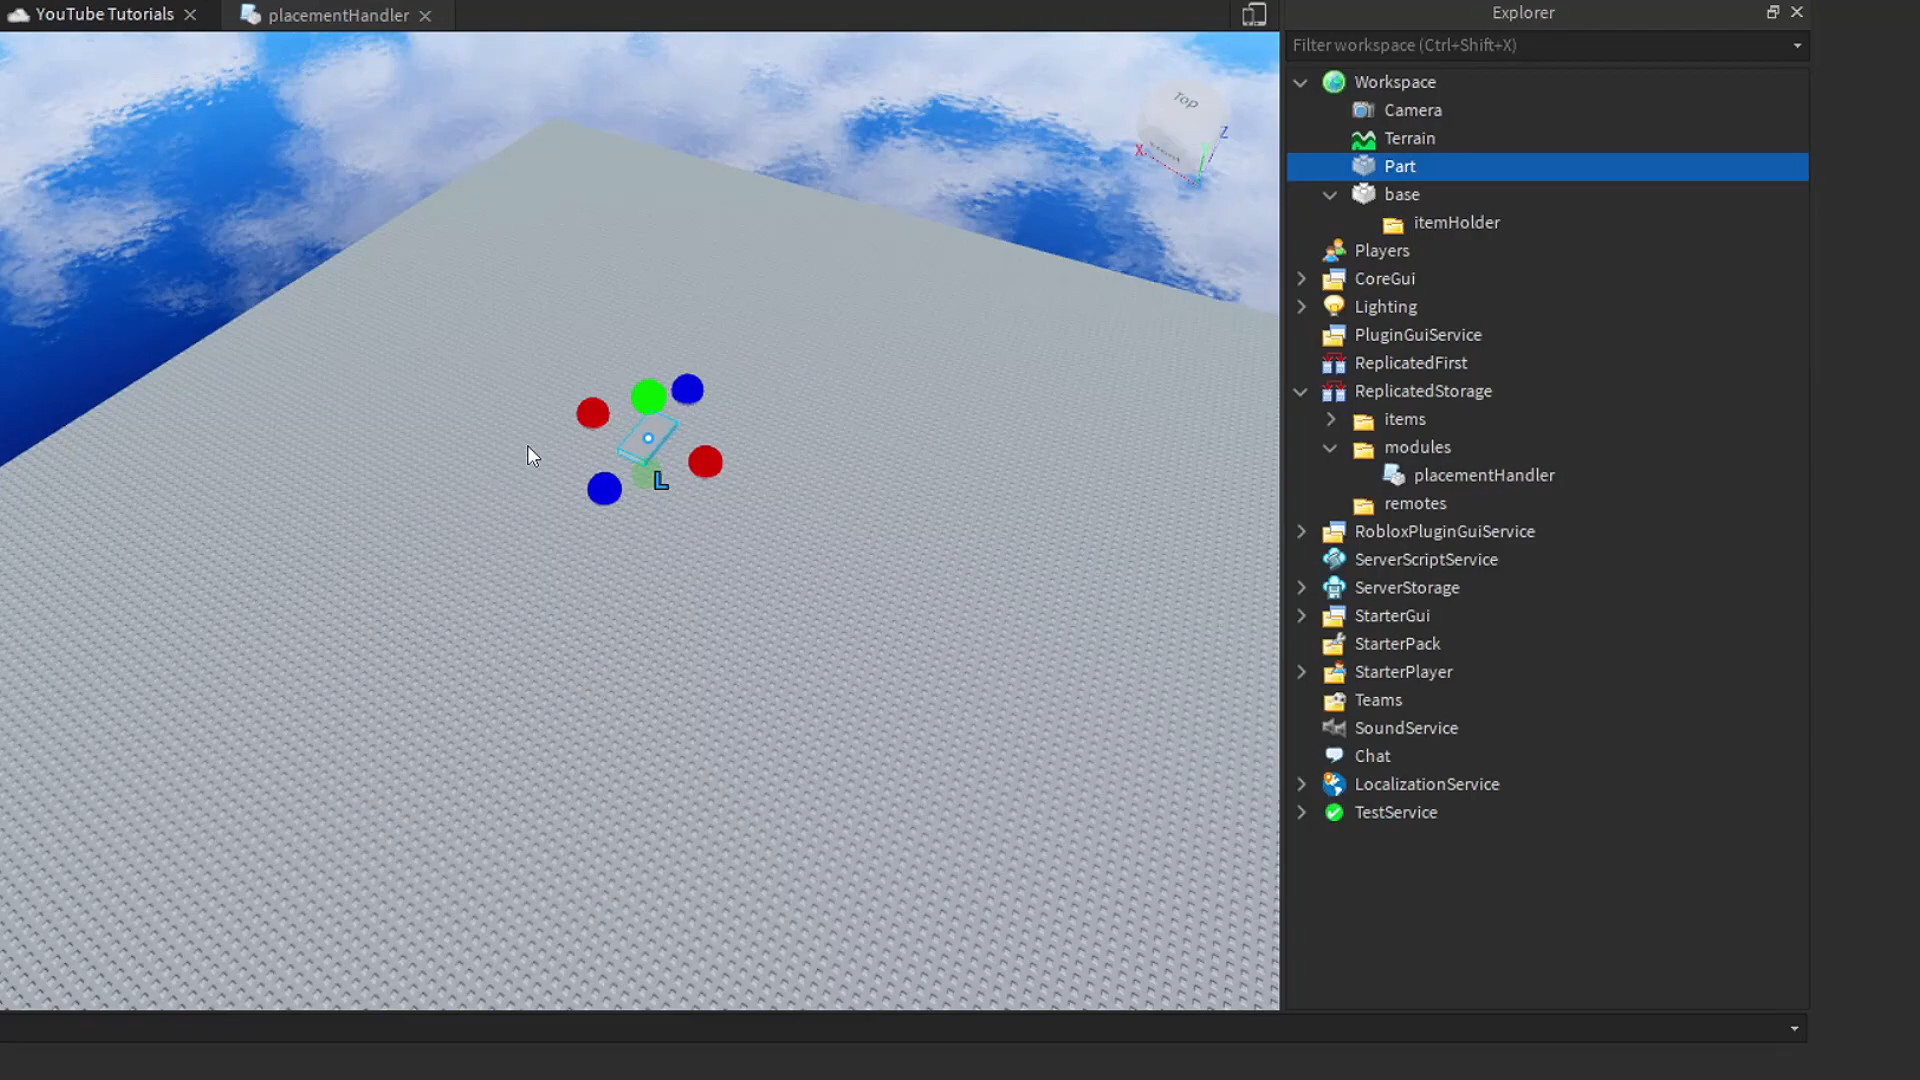 YouTube Tutorials
placementHandler
Explorer
Filter workspace (Ctrl+Shift+X)
Top
Z
X
L
Workspace
Camera
Terrain
Part
base
itemHolder
Players
CoreGui
Lighting
PluginGuiService
ReplicatedFirst
ReplicatedStorage
items
modules
placementHandler
remotes
RobloxPluginGuiService
ServerScriptService
ServerStorage
StarterGui
StarterPack
StarterPlayer
Teams
SoundService
Chat
LocalizationService
TestService